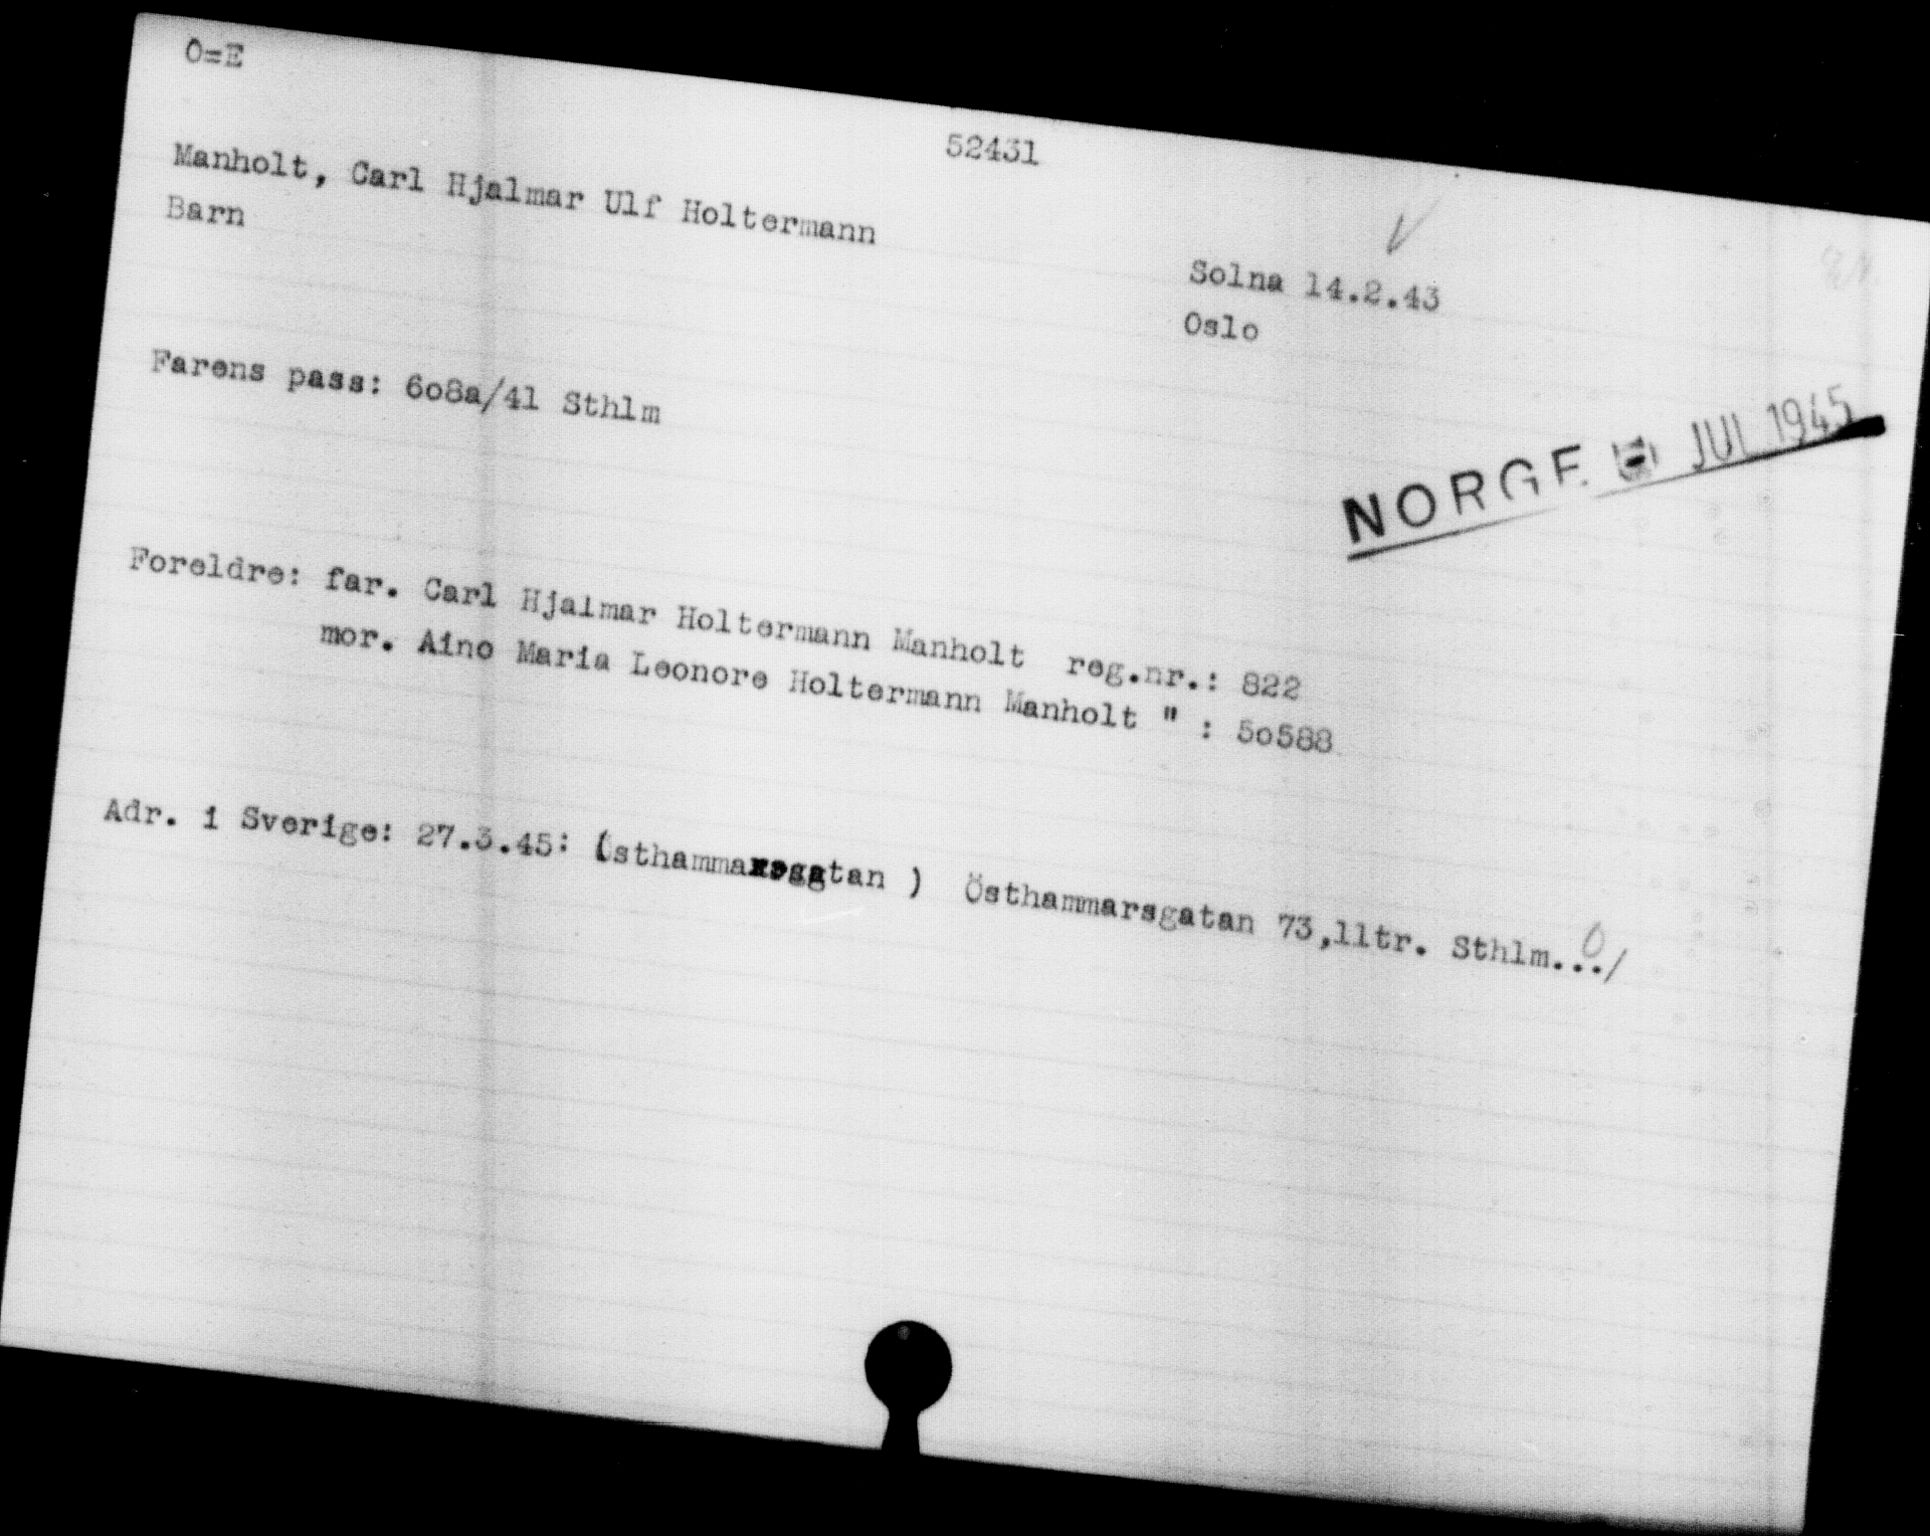 O=E
52431
Manholt, Carl Hjalmar Ulf Holtermann
Barn
Solna 14.2.43
Oslo
Farens pass: 6o8a/41 Sthlm
NORGE JUL 1945
Foreldre: far. Carl Hjalmar Holtermann Manholt reg.nr.: 822
mor. Aino Maria Leonore Holtermann Manholt " : 5o588
Adr. i Sverige: 27.3.45: (sthammarsgatan ) Östhammarsgatan 73,11tr. Sthlm.../